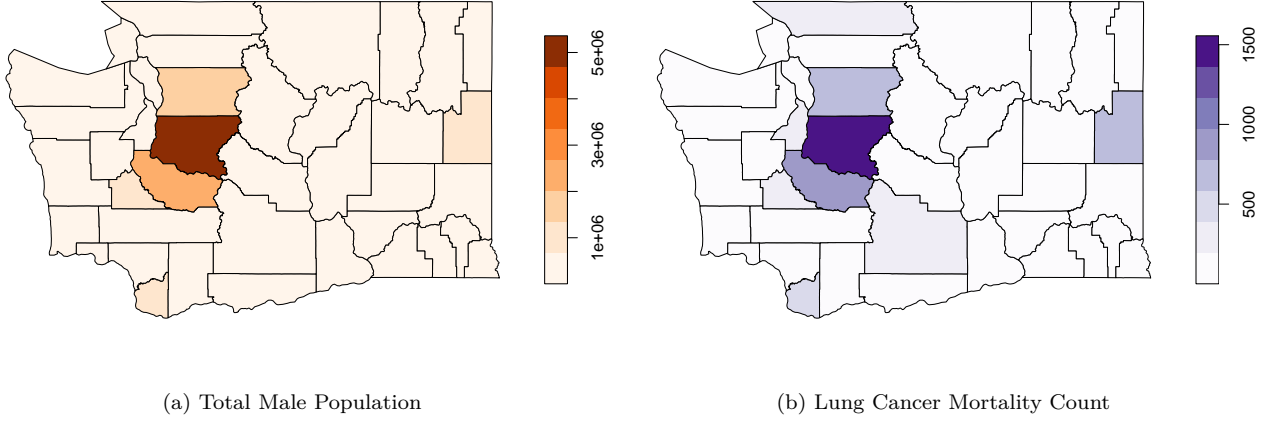 5e+06
3e+06
1e+06
1500
1000
500
(a) Total Male Population
(b) Lung Cancer Mortality Count